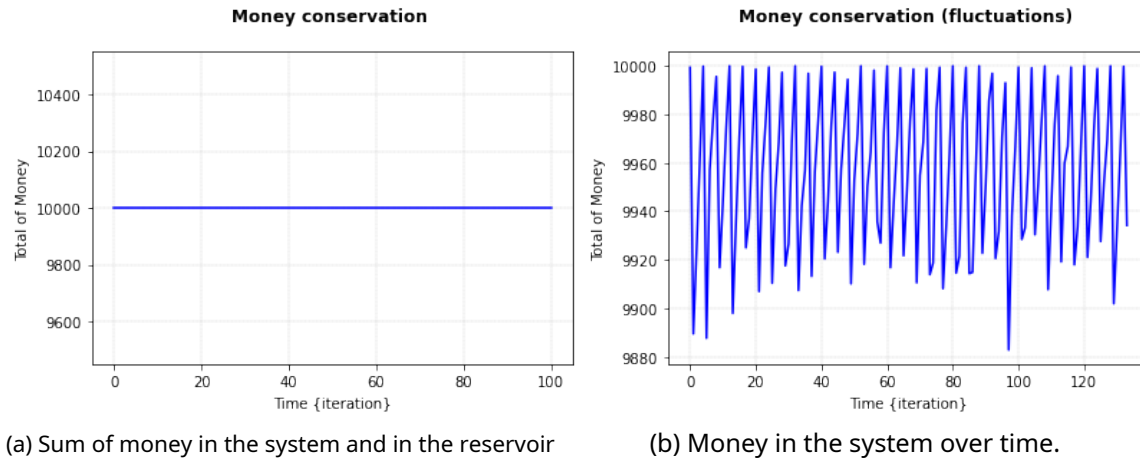 Money conservation
10400
10200
10000
9800
9600
Total of Money
0 20 40 60 80 100
Time {iteration}
(a) Sum of money in the system and in the reservoir
Money conservation (fluctuations)
10000
9980
9960
9940
9920
9900
9880
Total of Money
0 20 40 60 80 100 120
Time {iteration}
(b) Money in the system over time.